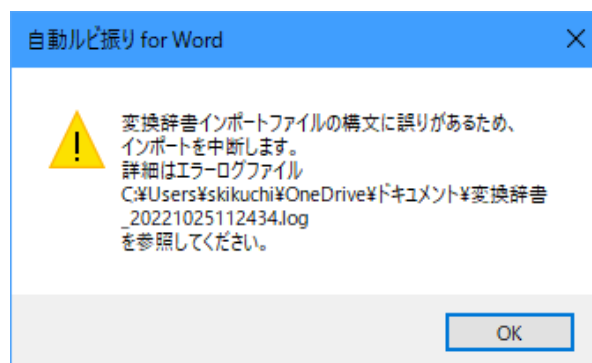 自動ルビ振り for Word
変換辞書インポートファイルの構文に誤りがあるため、
インポートを中断します。
詳細はエラーログファイル
C:¥Users¥skikuchi¥OneDrive¥ドキュメント¥変換辞書
_20221025112434.log
を参照してください。
OK